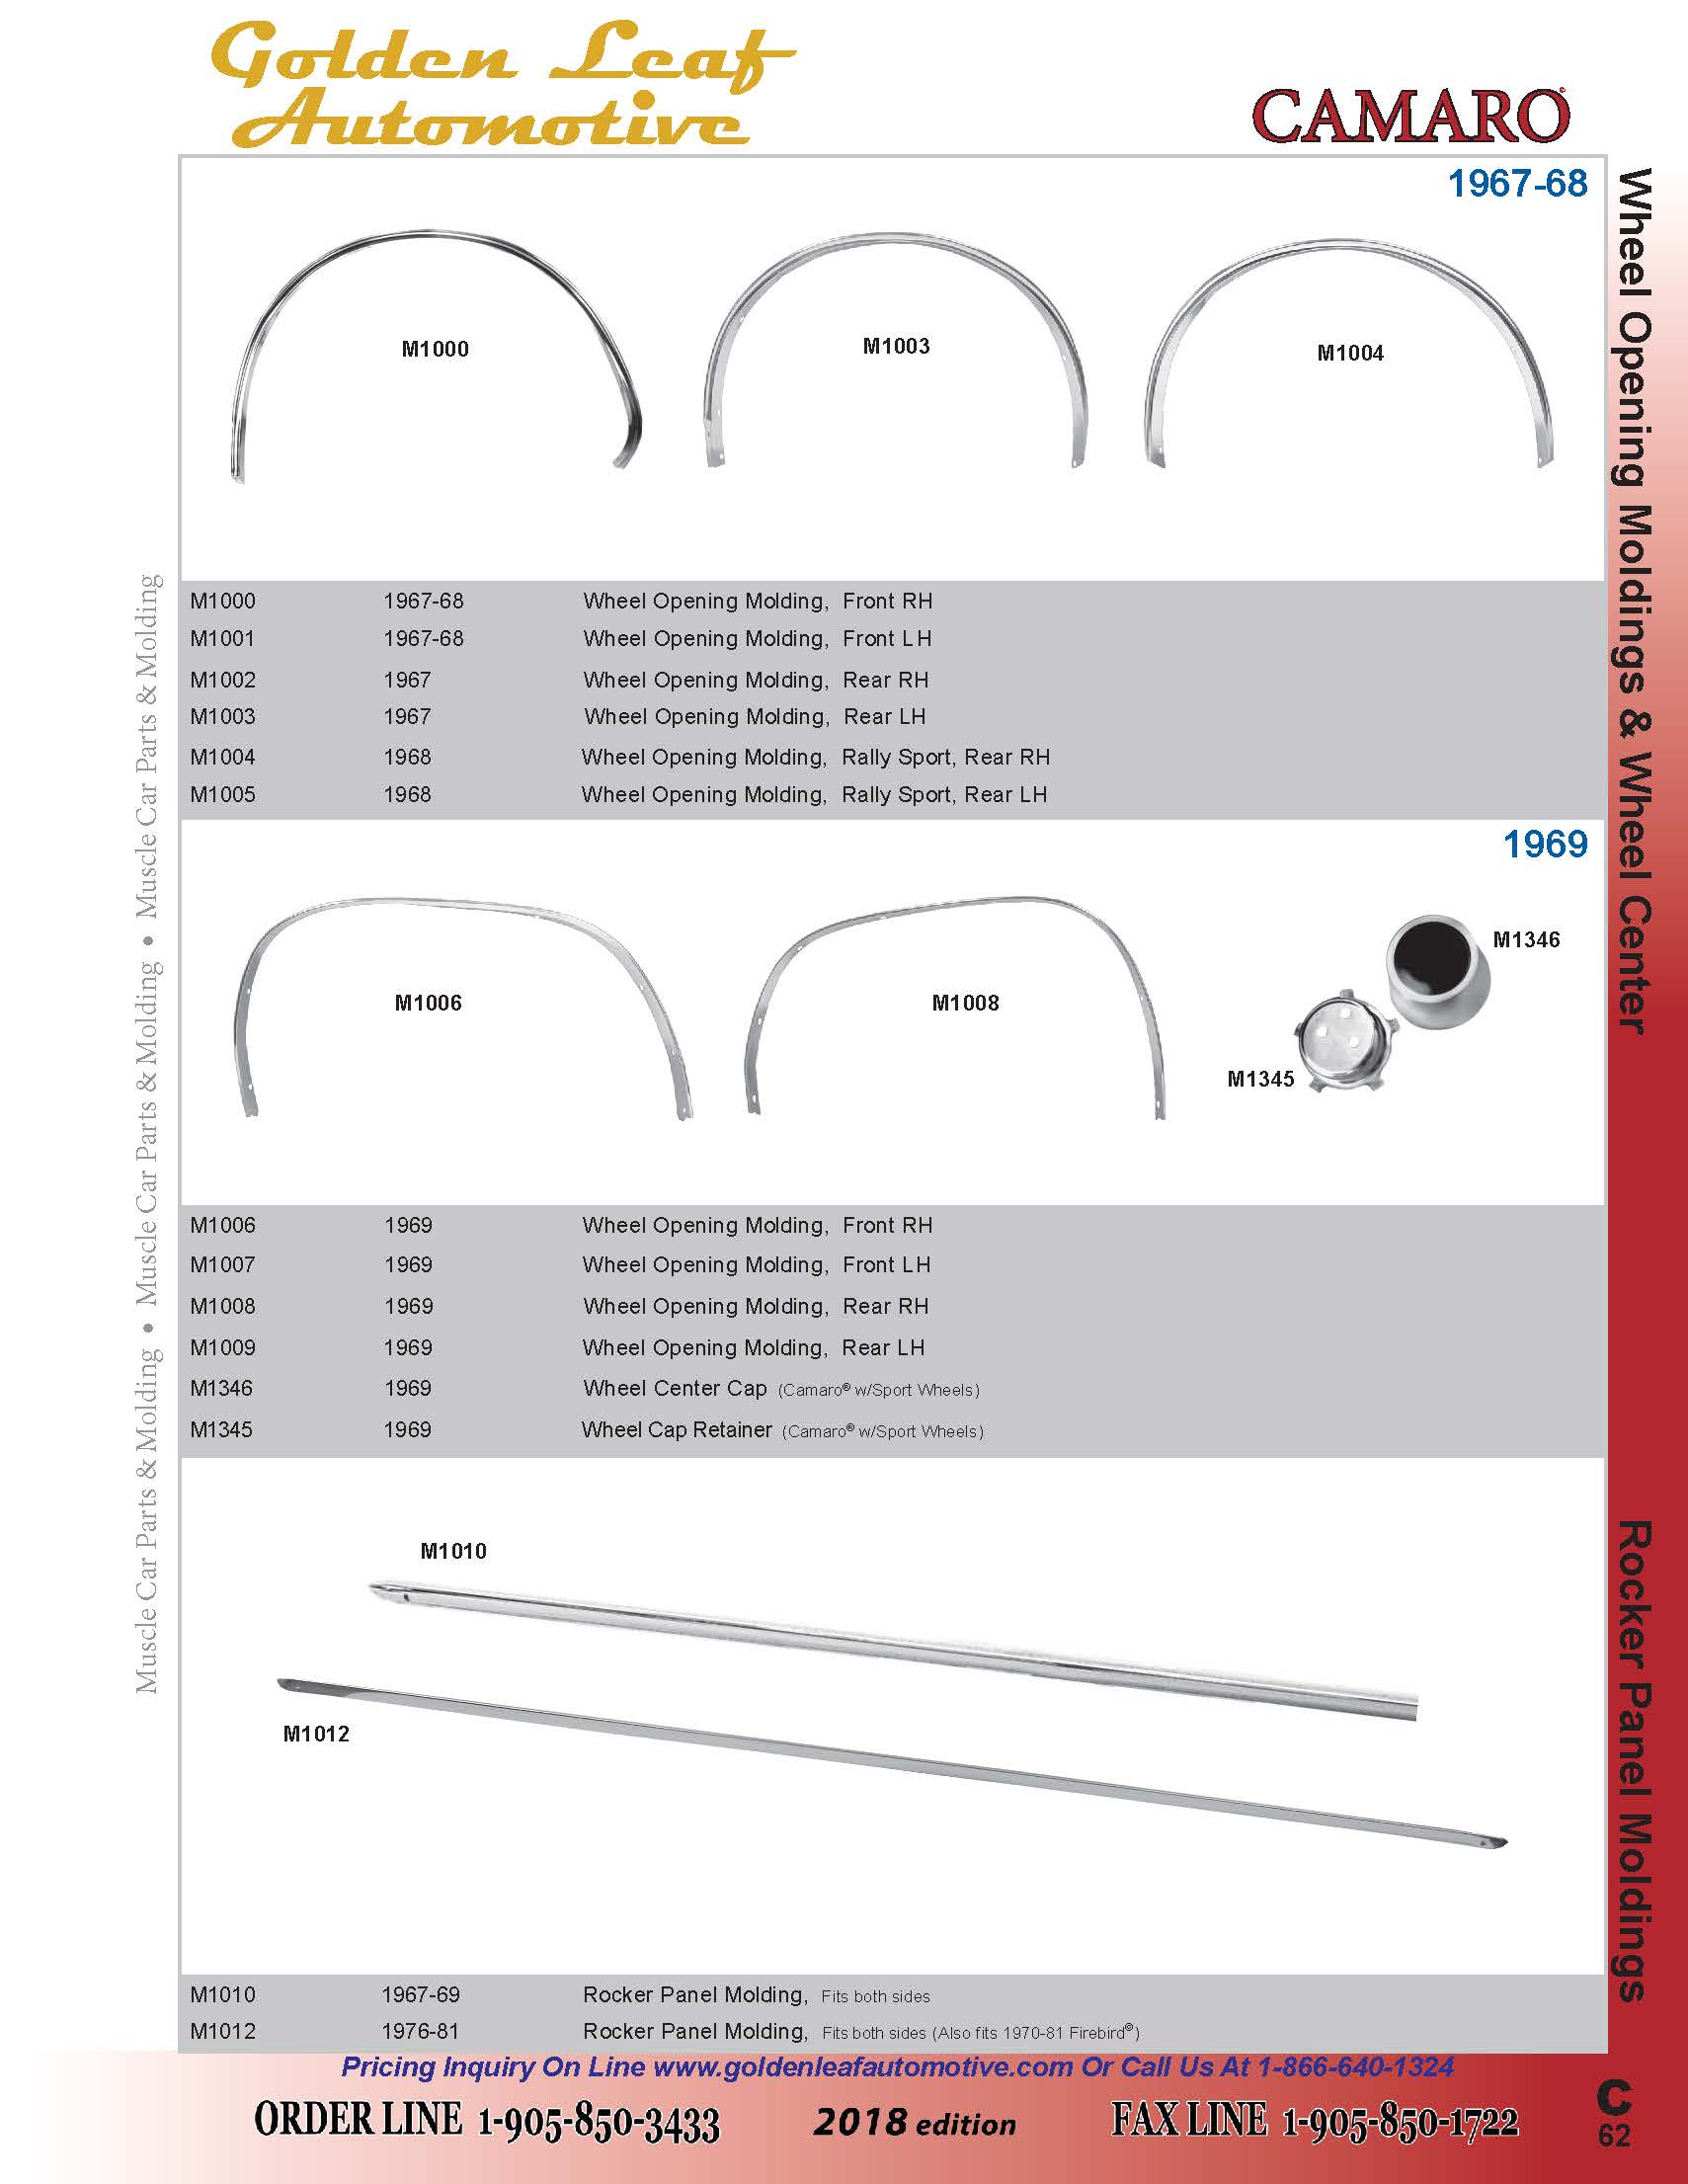 Golden Leaf
Automotive
CAMARO®
1967-68
M1000
M1003
M1004
M1000 1967-68 Wheel Opening Molding, Front RH
M1001 1967-68 Wheel Opening Molding, Front LH
M1002 1967 Wheel Opening Molding, Rear RH
M1003 1967 Wheel Opening Molding, Rear LH
M1004 1968 Wheel Opening Molding, Rally Sport, Rear RH
M1005 1968 Wheel Opening Molding, Rally Sport, Rear LH
1969
M1006
M1008
M1346
M1345
M1006 1969 Wheel Opening Molding, Front RH
M1007 1969 Wheel Opening Molding, Front LH
M1008 1969 Wheel Opening Molding, Rear RH
M1009 1969 Wheel Opening Molding, Rear LH
M1346 1969 Wheel Center Cap (Camaro® w/Sport Wheels)
M1345 1969 Wheel Cap Retainer (Camaro® w/Sport Wheels)
M1010
M1012
M1010 1967-69 Rocker Panel Molding, Fits both sides
M1012 1976-81 Rocker Panel Molding, Fits both sides (Also fits 1970-81 Firebird®)
Muscle Car Parts & Molding • Muscle Car Parts & Molding • Muscle Car Parts & Molding
Wheel Opening Moldings & Wheel Center
Rocker Panel Moldings
Pricing Inquiry On Line www.goldenleafautomotive.com Or Call Us At 1-866-640-1324
ORDER LINE 1-905-850-3433 2018 edition FAX LINE 1-905-850-1722
C
62